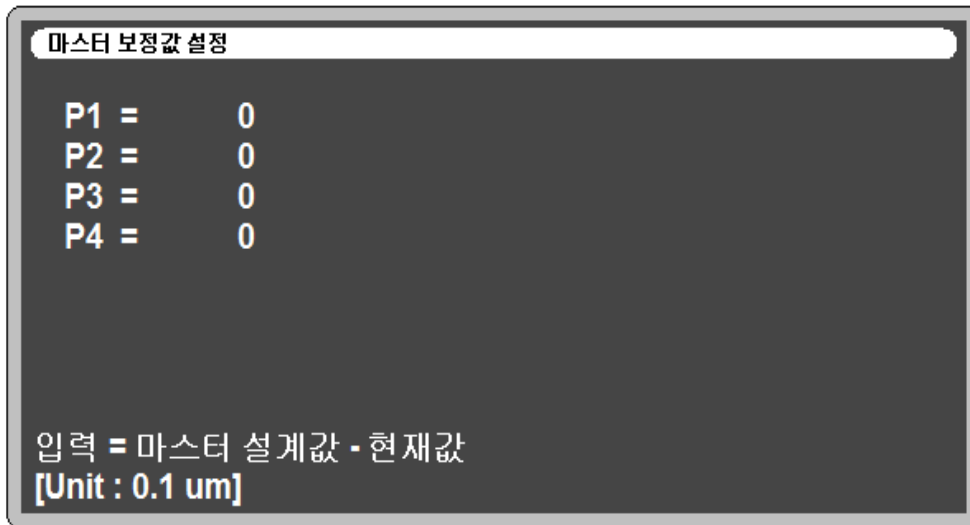 마스터 보정값 설정
P1 = 0
P2 = 0
P3 = 0
P4 = 0
입력 = 마스터 설계값 - 현재값
[Unit : 0.1 um]